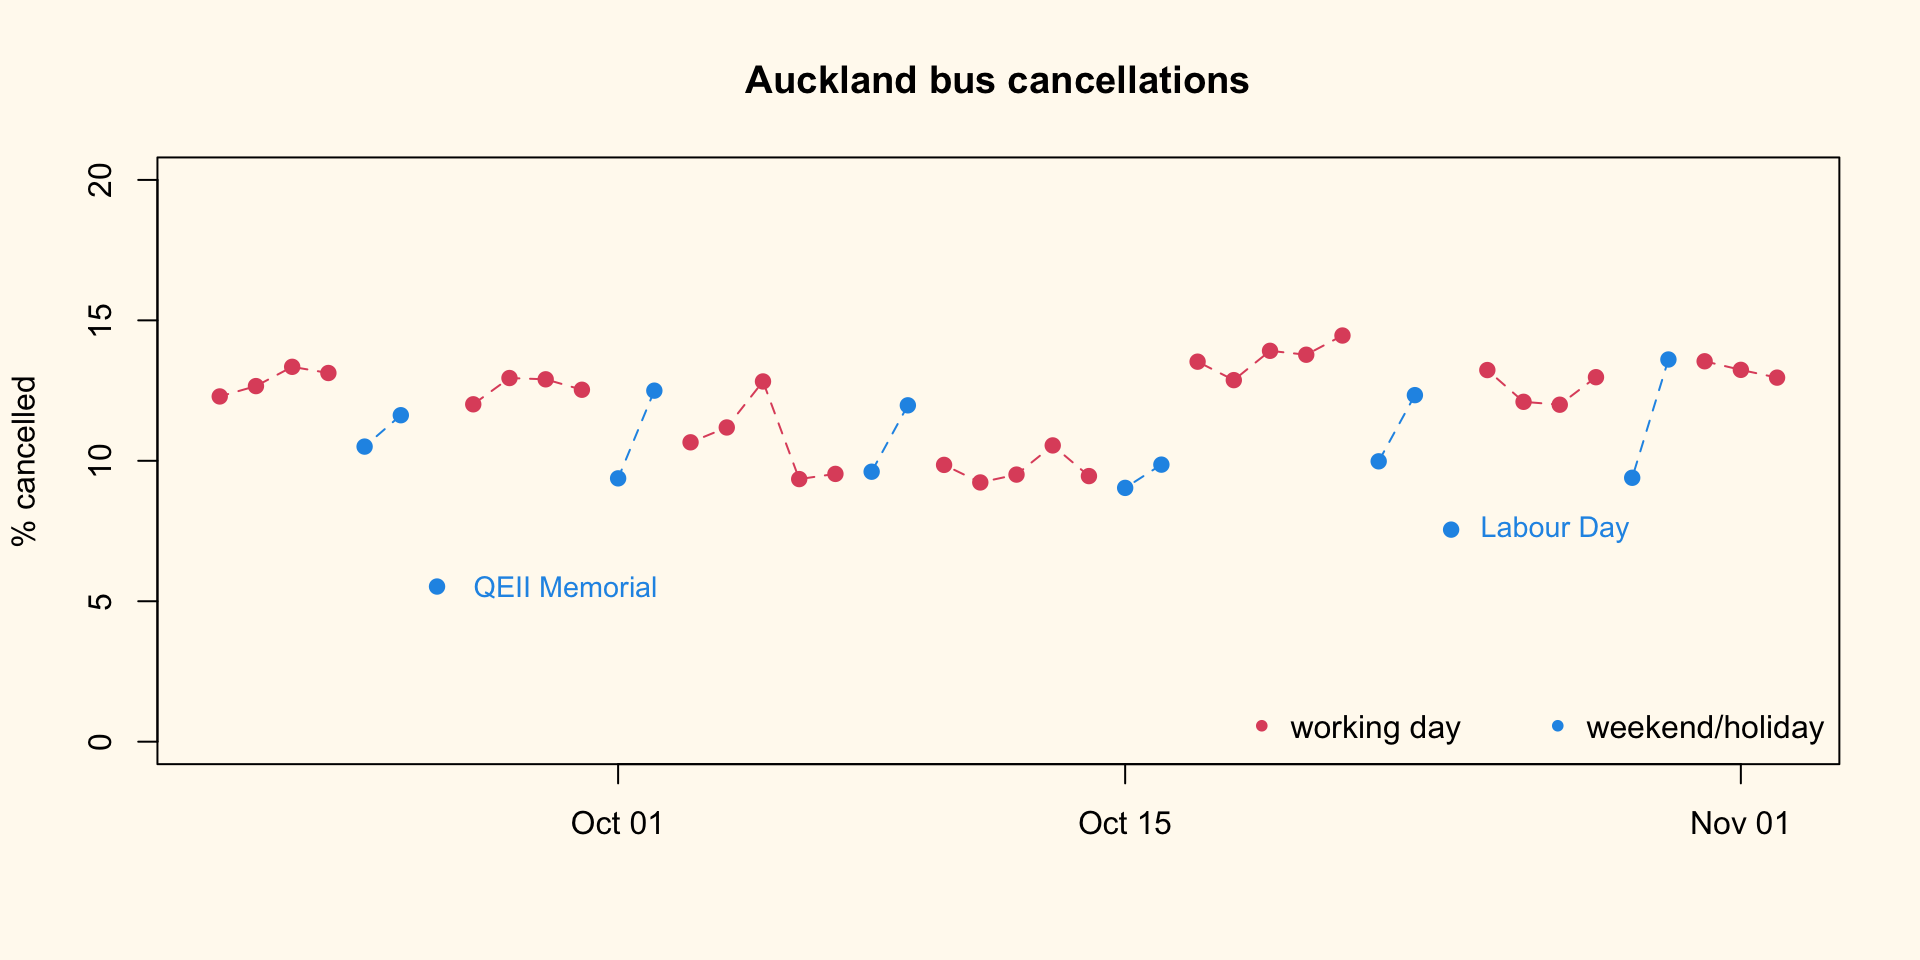 Auckland bus cancellations
% cancelled
20
15
10
5
0
QEII Memorial
Labour Day
working day
weekend/holiday
Oct 01
Oct 15
Nov 01